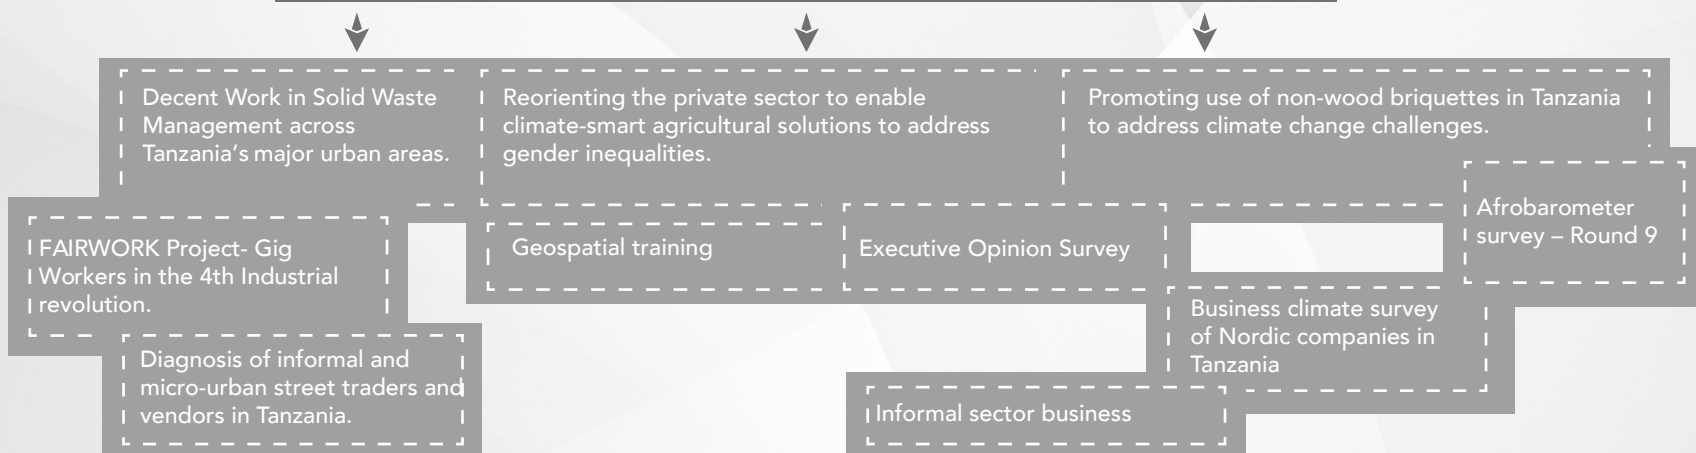 Decent Work in Solid Waste
Management across
Tanzania's major urban areas.
Reorienting the private sector to enable
climate-smart agricultural solutions to address
gender inequalities.
Promoting use of non-wood briquettes in Tanzania
to address climate change challenges.
Afrobarometer
survey – Round 9
FAIRWORK Project- Gig
Workers in the 4th Industrial
revolution.
Geospatial training
Executive Opinion Survey
Business climate survey
of Nordic companies in
Tanzania
Diagnosis of informal and
micro-urban street traders and
vendors in Tanzania.
Informal sector business